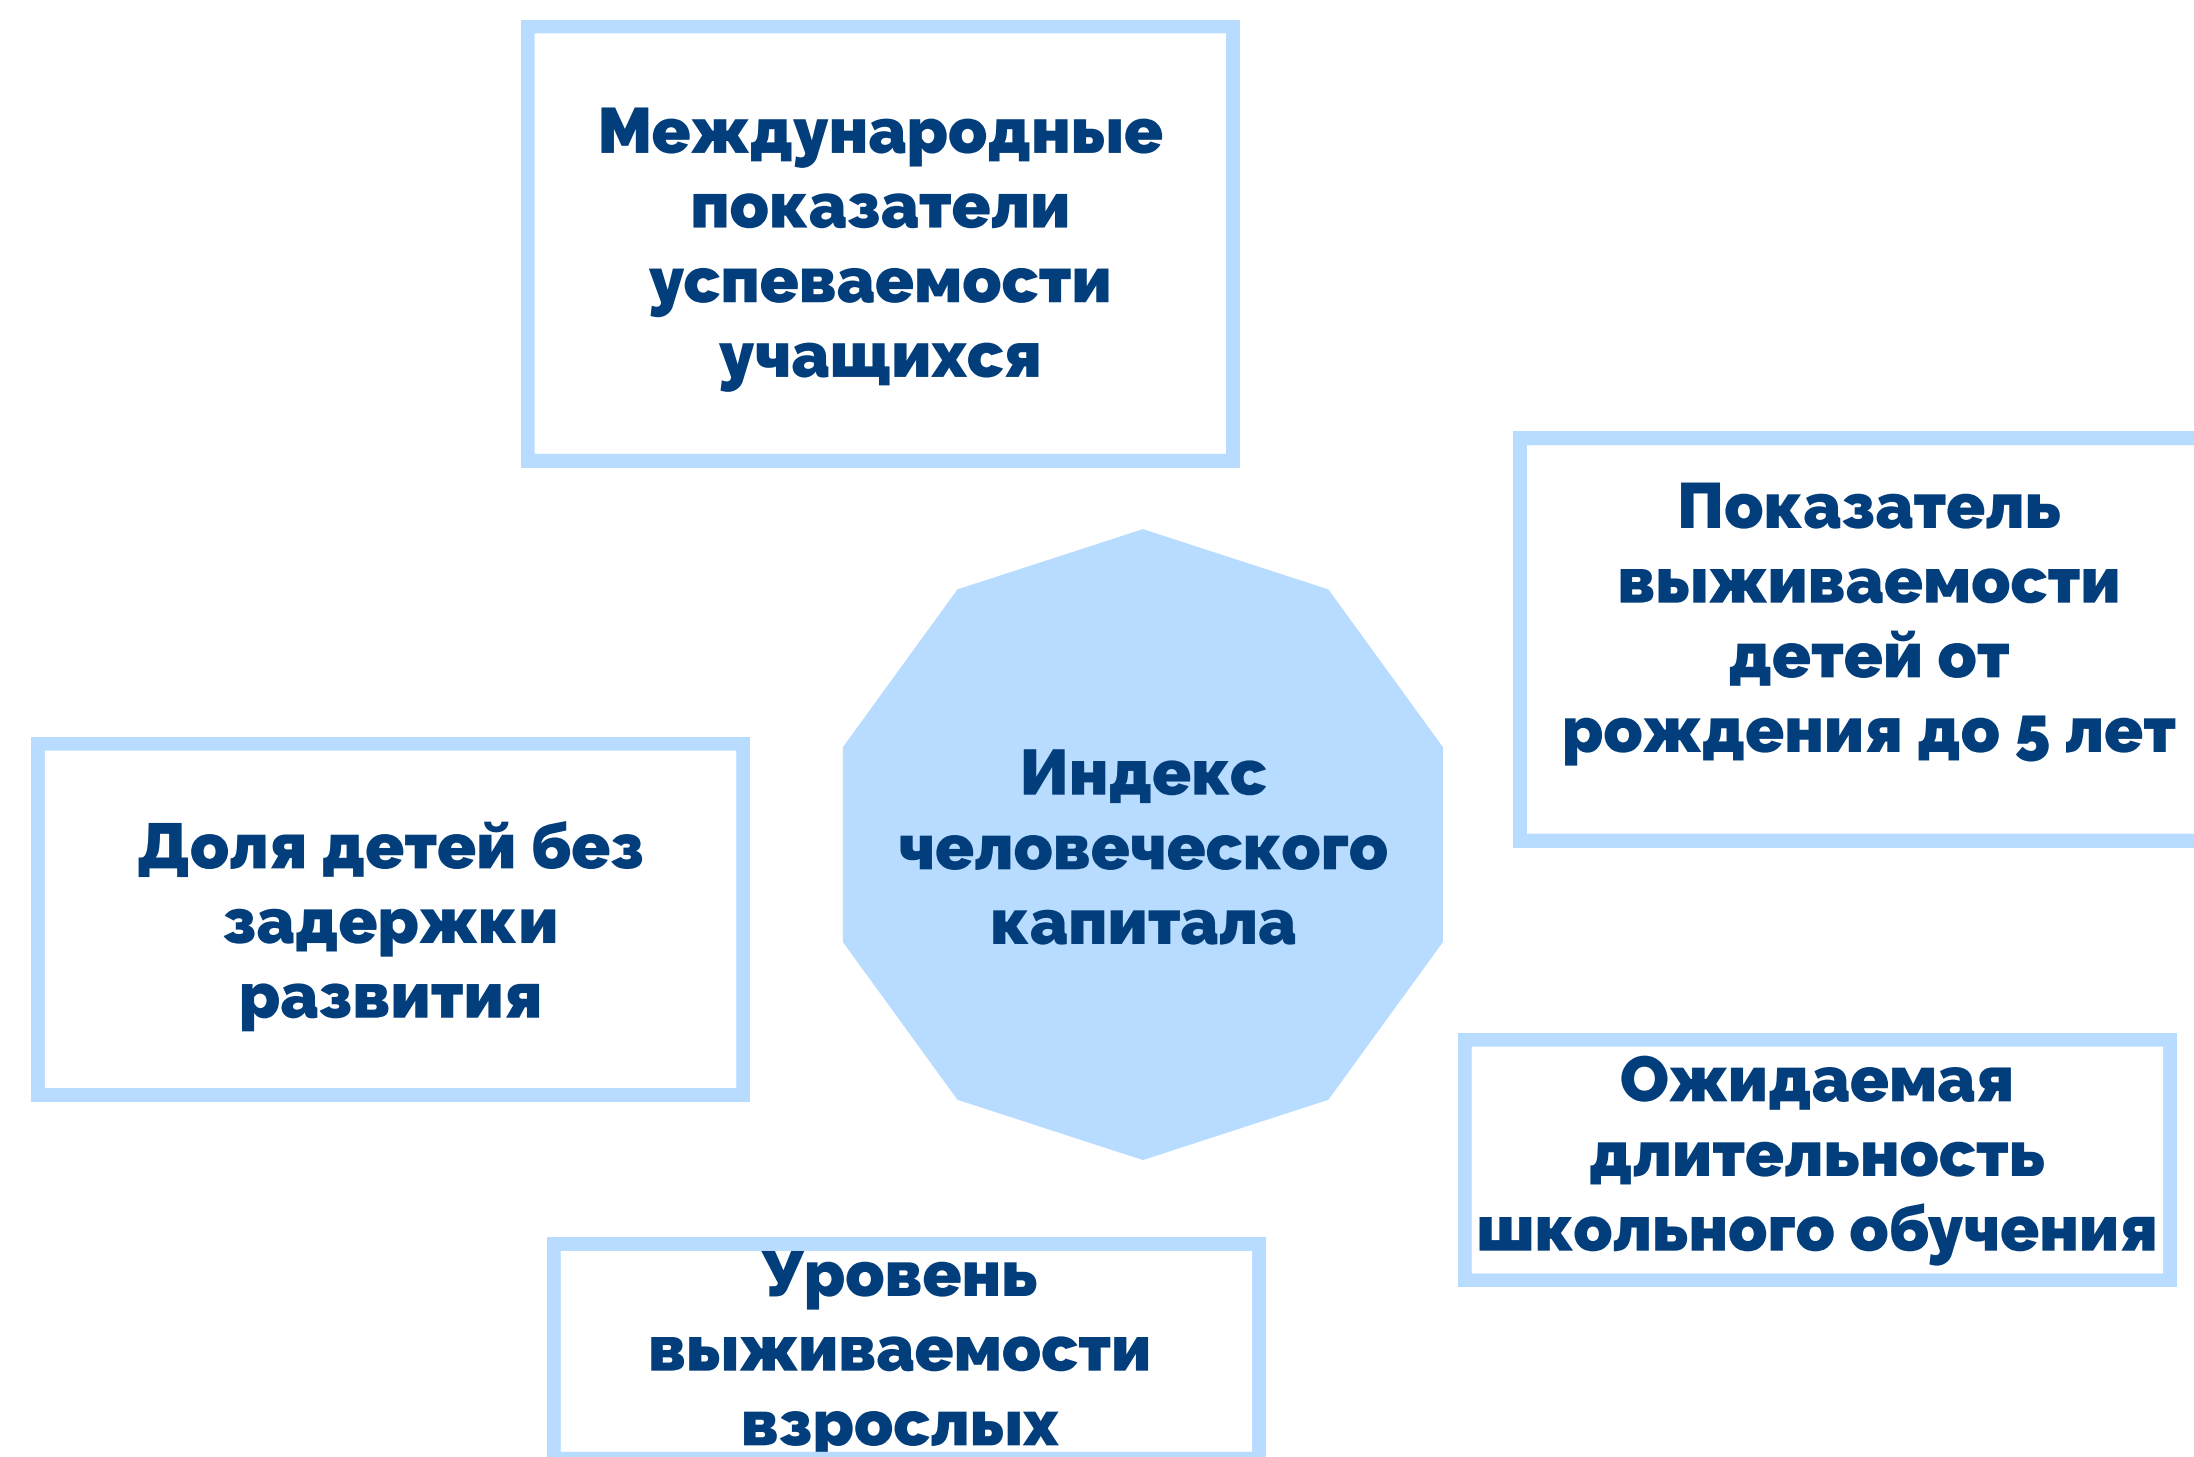 Международные
показатели
успеваемости
учащихся
Показатель
выживаемости
детей от
рождения до 5 лет
Индекс
человеческого
капитала
Доля детей без
задержки
развития
Ожидаемая
длительность
школьного обучения
Уровень
выживаемости
взрослых